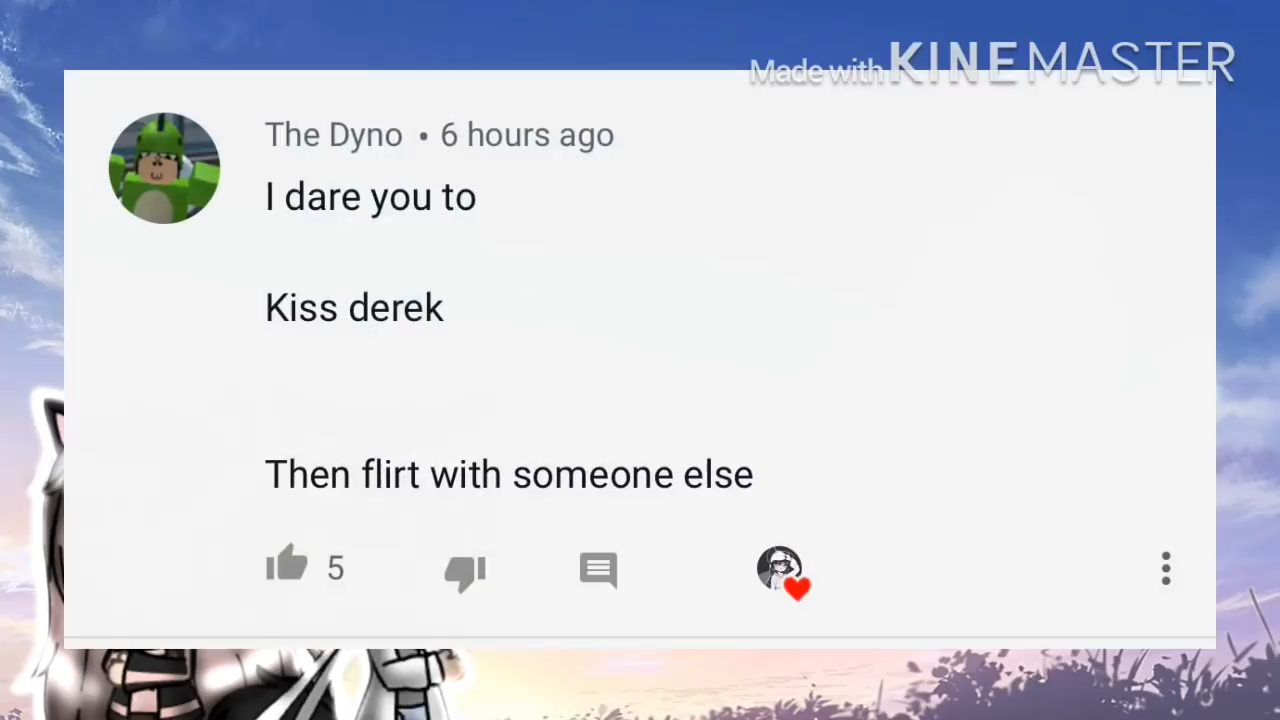 Made with KINEMASTER
The Dyno • 6 hours ago
I dare you to
Kiss derek
Then flirt with someone else
5